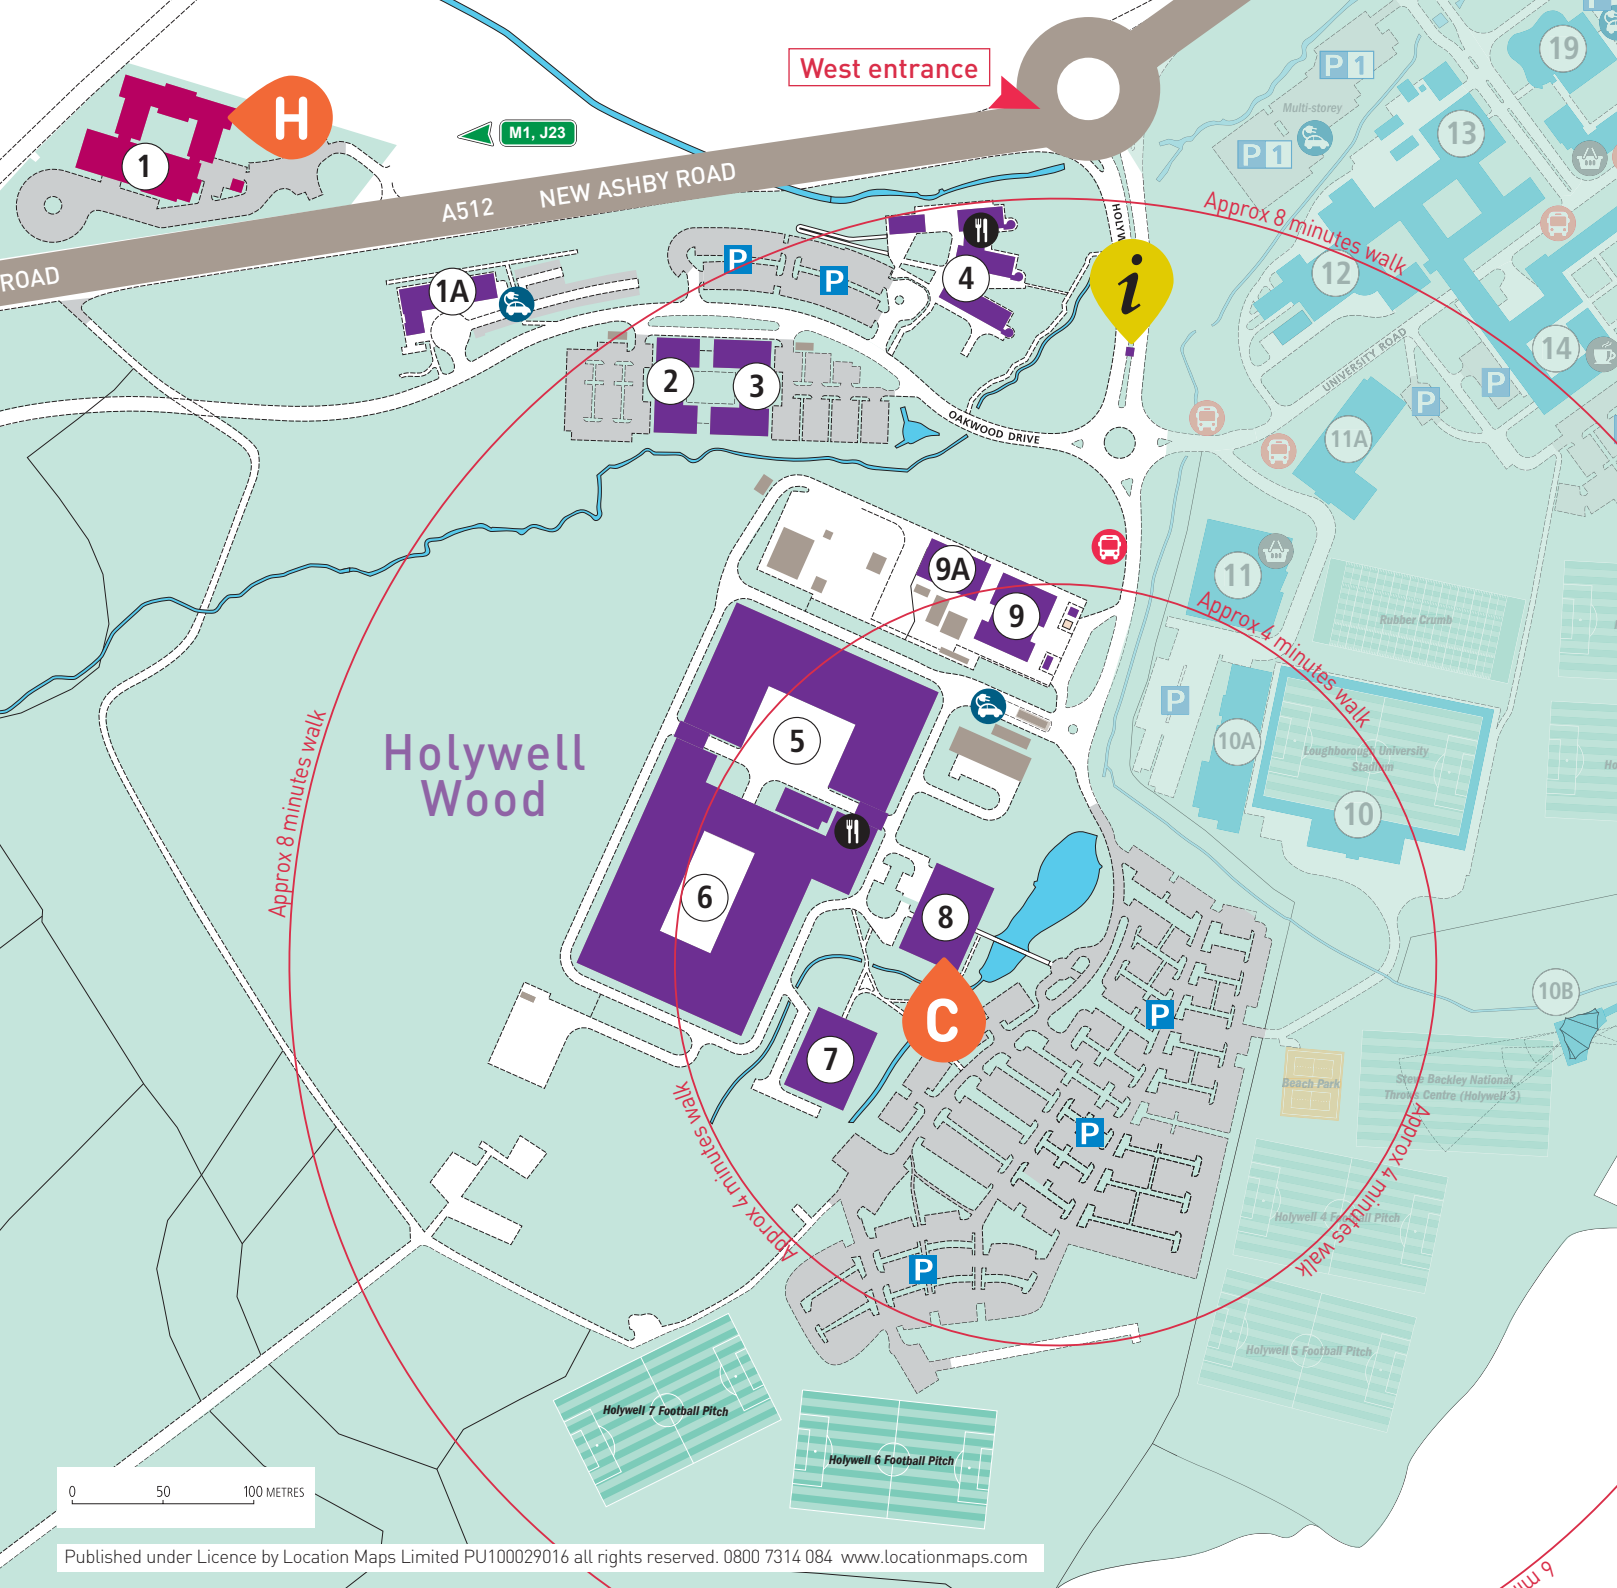 West entrance
H
1
M1, J23
A512
NEW ASHBY ROAD
ROAD
P 1
Multi-storey
P 1
19
13
12
14
Approx 8 minutes walk
HOLYW
i
1A
P
P
4
2
3
OAKWOOD DRIVE
UNIVERSITY ROAD
P
P
11A
9A
9
11
Approx 4 minutes walk
Rubber Crumb
P
10A
Loughborough University
Stadium
10
Holywell
Wood
Approx 8 minutes walk
5
6
8
C
7
P
P
P
10B
Beach Park
Steve Backley National
Throws Centre (Holywell 3)
Approx 4 minutes walk
Approx 4 minutes walk
Holywell 4 Football Pitch
Holywell 5 Football Pitch
Holywell 7 Football Pitch
Holywell 6 Football Pitch
Ho
0 50 100 METRES
Published under Licence by Location Maps Limited PU100029016 all rights reserved. 0800 7314 084 www.locationmaps.com